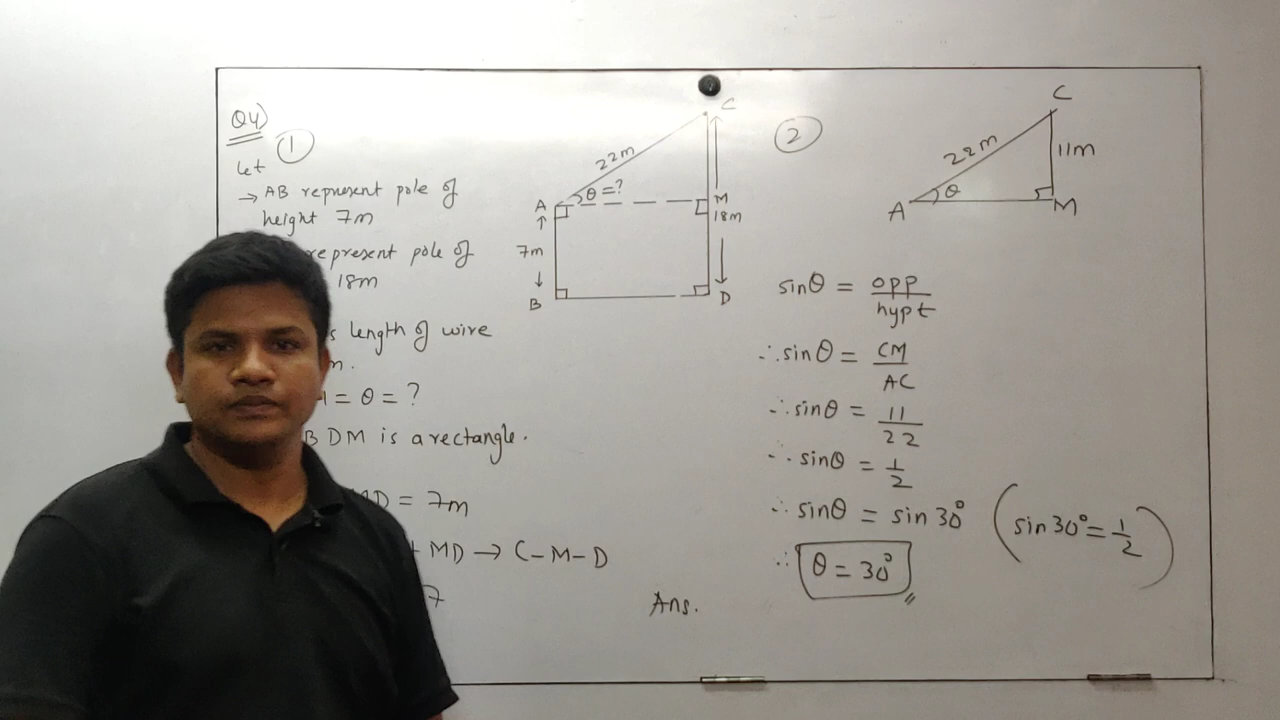 Q4)
1
Let
→ AB represent pole of
height 7m
represent pole of
18m
length of wire
= θ = ?
BDM is a rectangle.
MD = 7m
+ MD → C-M-D
7
C
22m
θ=?
A
M
18m
7m
B
D
Ans.
2
C
22m
11m
θ
A
M
sinθ = opp
hypt
∴ sinθ = CM
AC
∴ sinθ = 11
22
∴ sinθ = 1
2
∴ sinθ = sin 30° (sin 30° = 1/2)
∴ θ = 30°